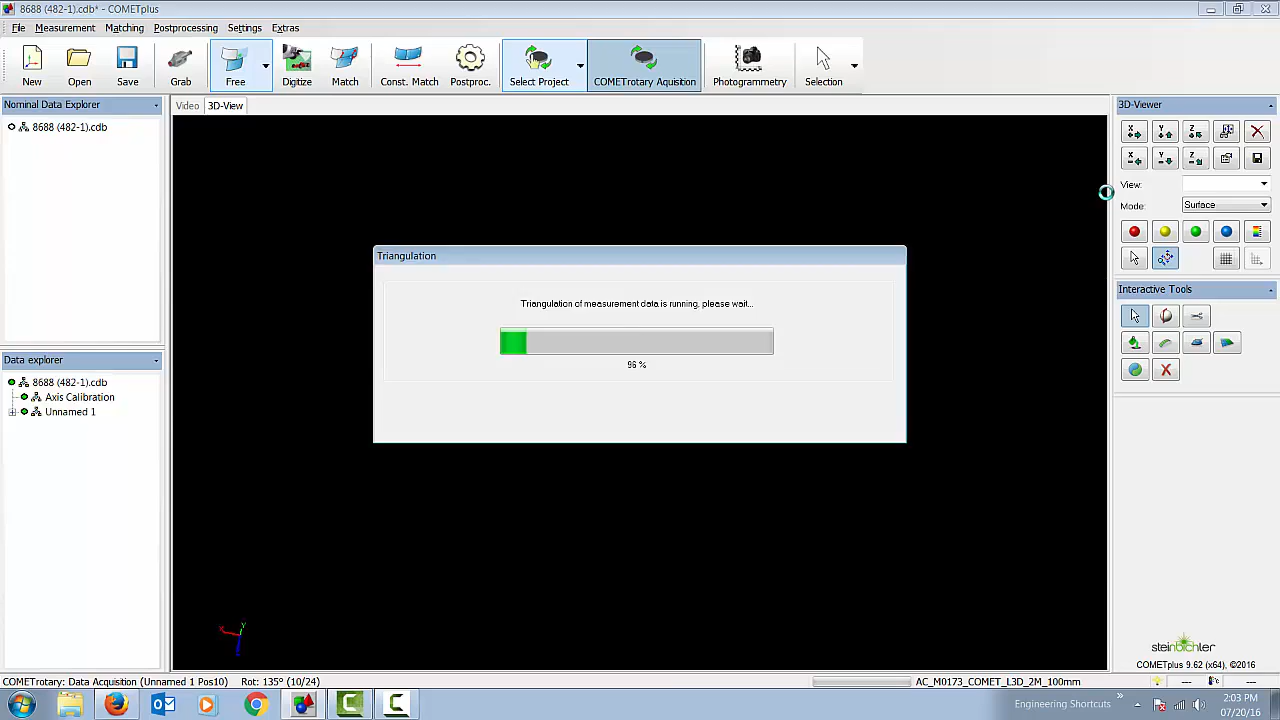 8688 (482-1).cdb* - COMETplus
File Measurement Matching Postprocessing Settings Extras
New Open Save Grab Free Digitize Match Const. Match Postproc. Select Project COMETrotary Aquisition Photogrammetry Selection
Nominal Data Explorer
8688 (482-1).cdb
Video 3D-View
3D-Viewer
View:
Mode: Surface
Interactive Tools
Triangulation
Triangulation of measurement data is running, please wait...
96 %
Data explorer
8688 (482-1).cdb
Axis Calibration
Unnamed 1
X Y
steinbichler
COMETplus 9.62 (x64), ©2016
COMETrotary: Data Acquisition (Unnamed 1 Pos10) Rot: 135° (10/24) AC_M0173_COMET_L3D_2M_100mm --- ---
Engineering Shortcuts » 2:03 PM
07/20/16